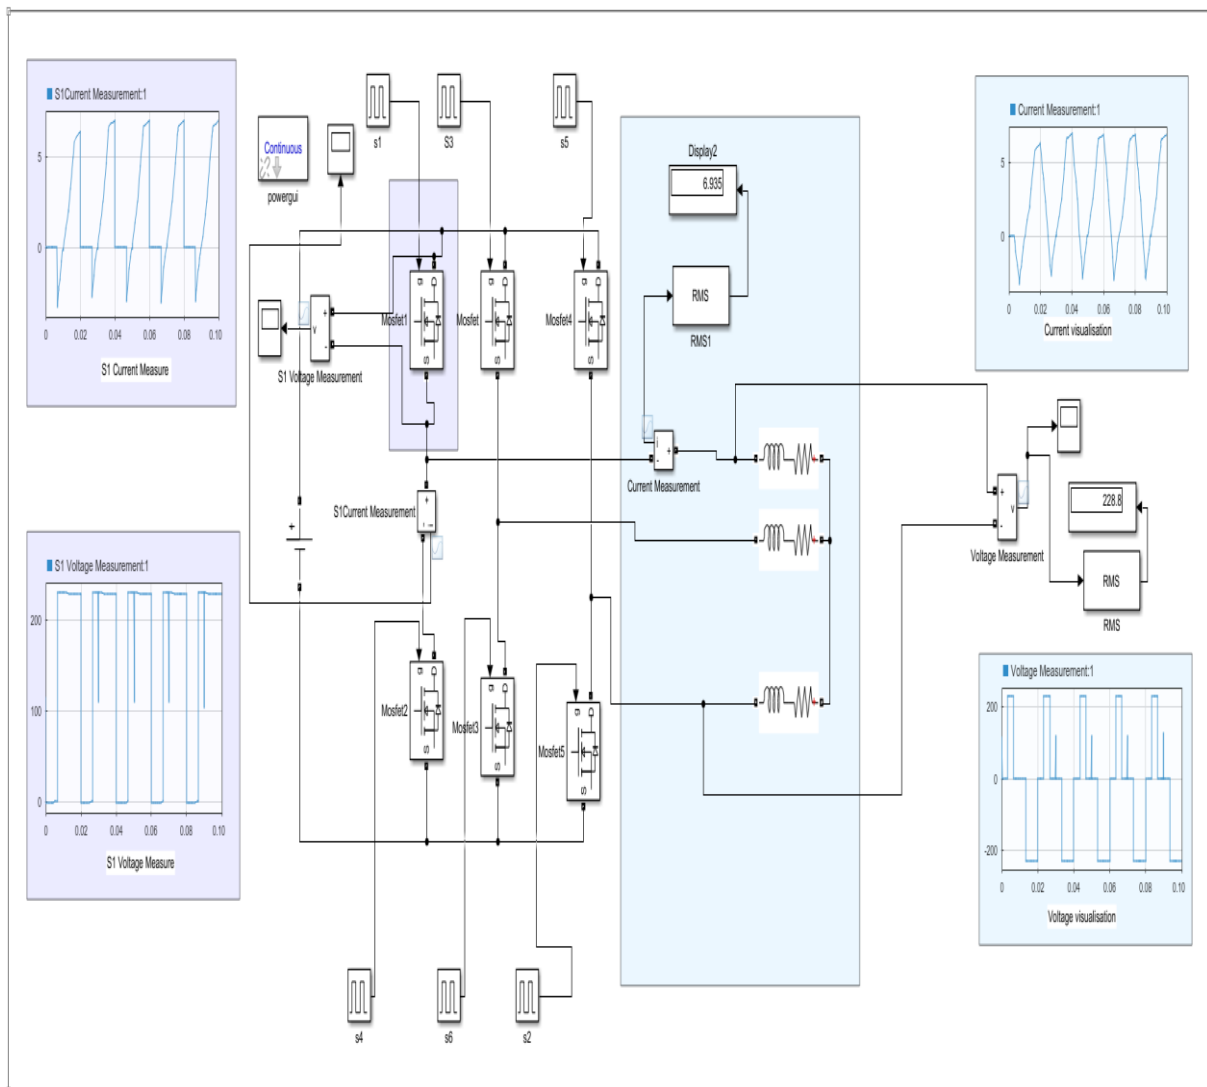 S1Current Measurement:1
5
0
0
0.02
0.04
0.06
0.08
0.10
S1 Current Measure
S1 Voltage Measurement:1
200
100
0
0
0.02
0.04
0.06
0.08
0.10
S1 Voltage Measure
Continuous
powergui
s1
S3
s5
g
D
S
Mosfet1
g
D
S
Mosfet
g
D
S
Mosfet4
+
v
-
S1 Voltage Measurement
+
+
-
i
S1Current Measurement
g
D
S
Mosfet2
g
D
S
Mosfet3
g
D
S
Mosfet5
s4
s6
s2
Display2
6.935
RMS
RMS1
i
+
-
Current Measurement
+
+
+
Current Measurement:1
5
0
0
0.02
0.04
0.06
0.08
0.10
Current visualisation
+
v
-
Voltage Measurement
228.8
RMS
RMS
Voltage Measurement:1
200
0
-200
0
0.02
0.04
0.06
0.08
0.10
Voltage visualisation